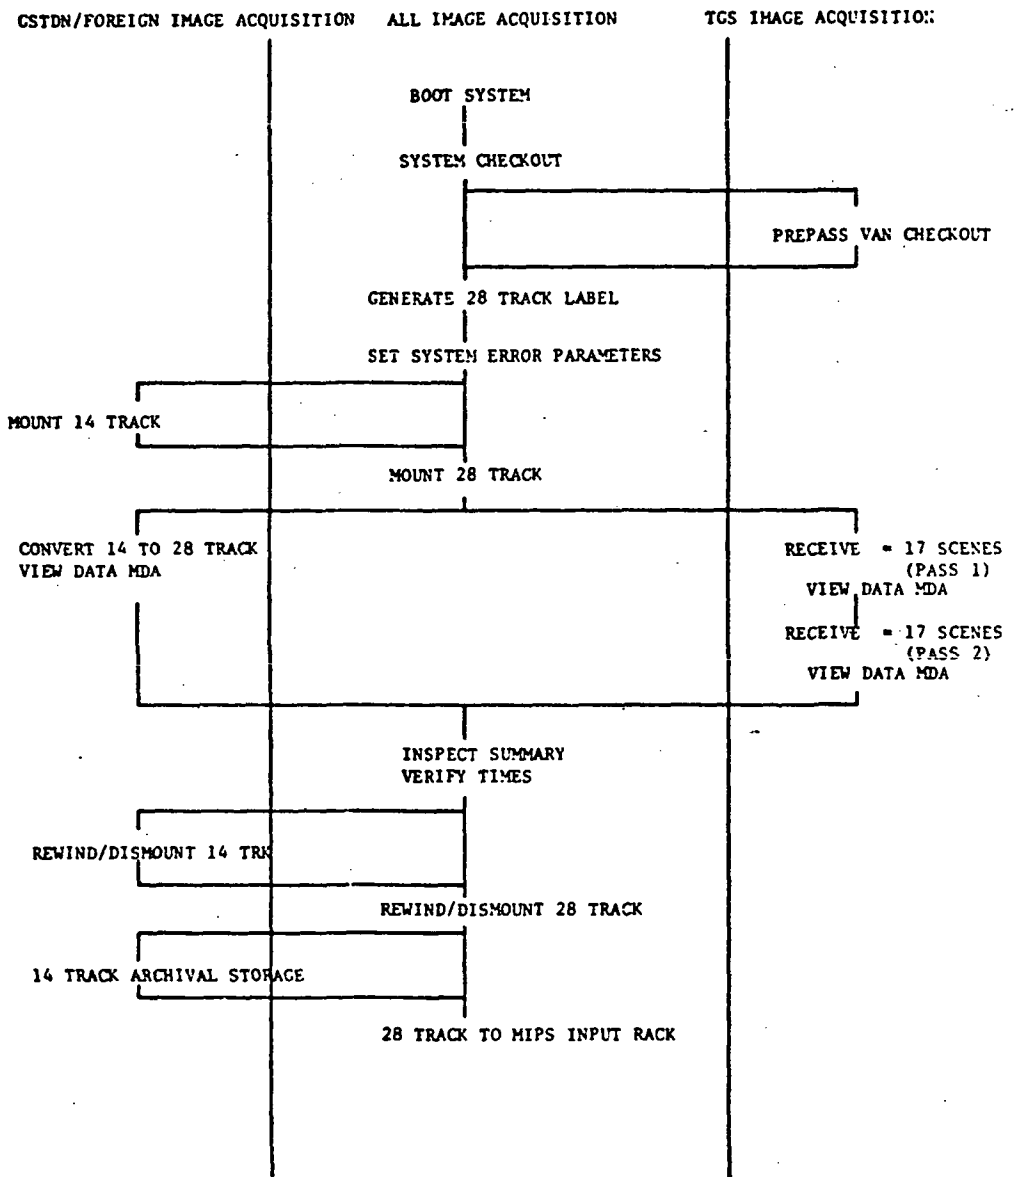 GSTDN/FOREIGN IMAGE ACQUISITION
ALL IMAGE ACQUISITION
TGS IMAGE ACQUISITION
BOOT SYSTEM
SYSTEM CHECKOUT
PREPASS VAN CHECKOUT
GENERATE 28 TRACK LABEL
SET SYSTEM ERROR PARAMETERS
MOUNT 14 TRACK
MOUNT 28 TRACK
CONVERT 14 TO 28 TRACK
VIEW DATA MDA
RECEIVE = 17 SCENES
(PASS 1)
VIEW DATA MDA
RECEIVE = 17 SCENES
(PASS 2)
VIEW DATA MDA
INSPECT SUMMARY
VERIFY TIMES
REWIND/DISMOUNT 14 TRK
REWIND/DISMOUNT 28 TRACK
14 TRACK ARCHIVAL STORAGE
28 TRACK TO MIPS INPUT RACK